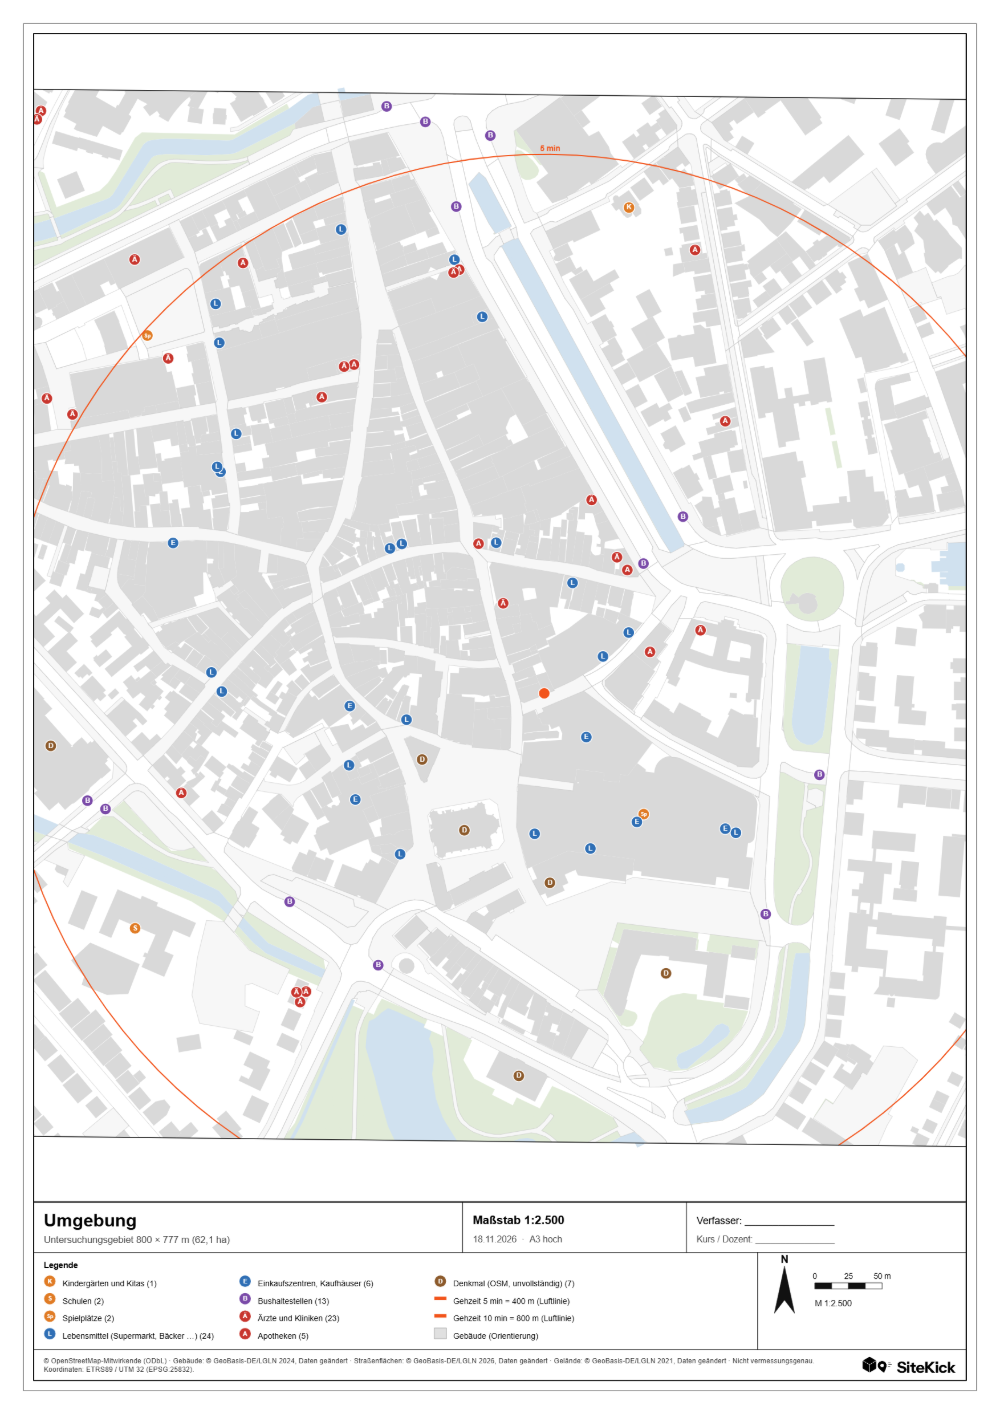 5 min
Umgebung
Untersuchungsgebiet 800 × 777 m (62,1 ha)
Maßstab 1:2.500
18.11.2026 · A3 hoch
Verfasser:
Kurs / Dozent:
Legende
K Kindergärten und Kitas (1)
S Schulen (2)
Sp Spielplätze (2)
L Lebensmittel (Supermarkt, Bäcker ...) (24)
E Einkaufszentren, Kaufhäuser (6)
B Bushaltestellen (13)
Ä Ärzte und Kliniken (23)
A Apotheken (5)
D Denkmal (OSM, unvollständig) (7)
Gehzeit 5 min = 400 m (Luftlinie)
Gehzeit 10 min = 800 m (Luftlinie)
Gebäude (Orientierung)
N
0 25 50 m
M 1:2.500
© OpenStreetMap-Mitwirkende (ODbL) · Gebäude: © GeoBasis-DE/LGLN 2024, Daten geändert · Straßenflächen: © GeoBasis-DE/LGLN 2026, Daten geändert · Gelände: © GeoBasis-DE/LGLN 2021, Daten geändert · Nicht vermessungsgenau.
Koordinaten: ETRS89 / UTM 32 (EPSG:25832).
SiteKick